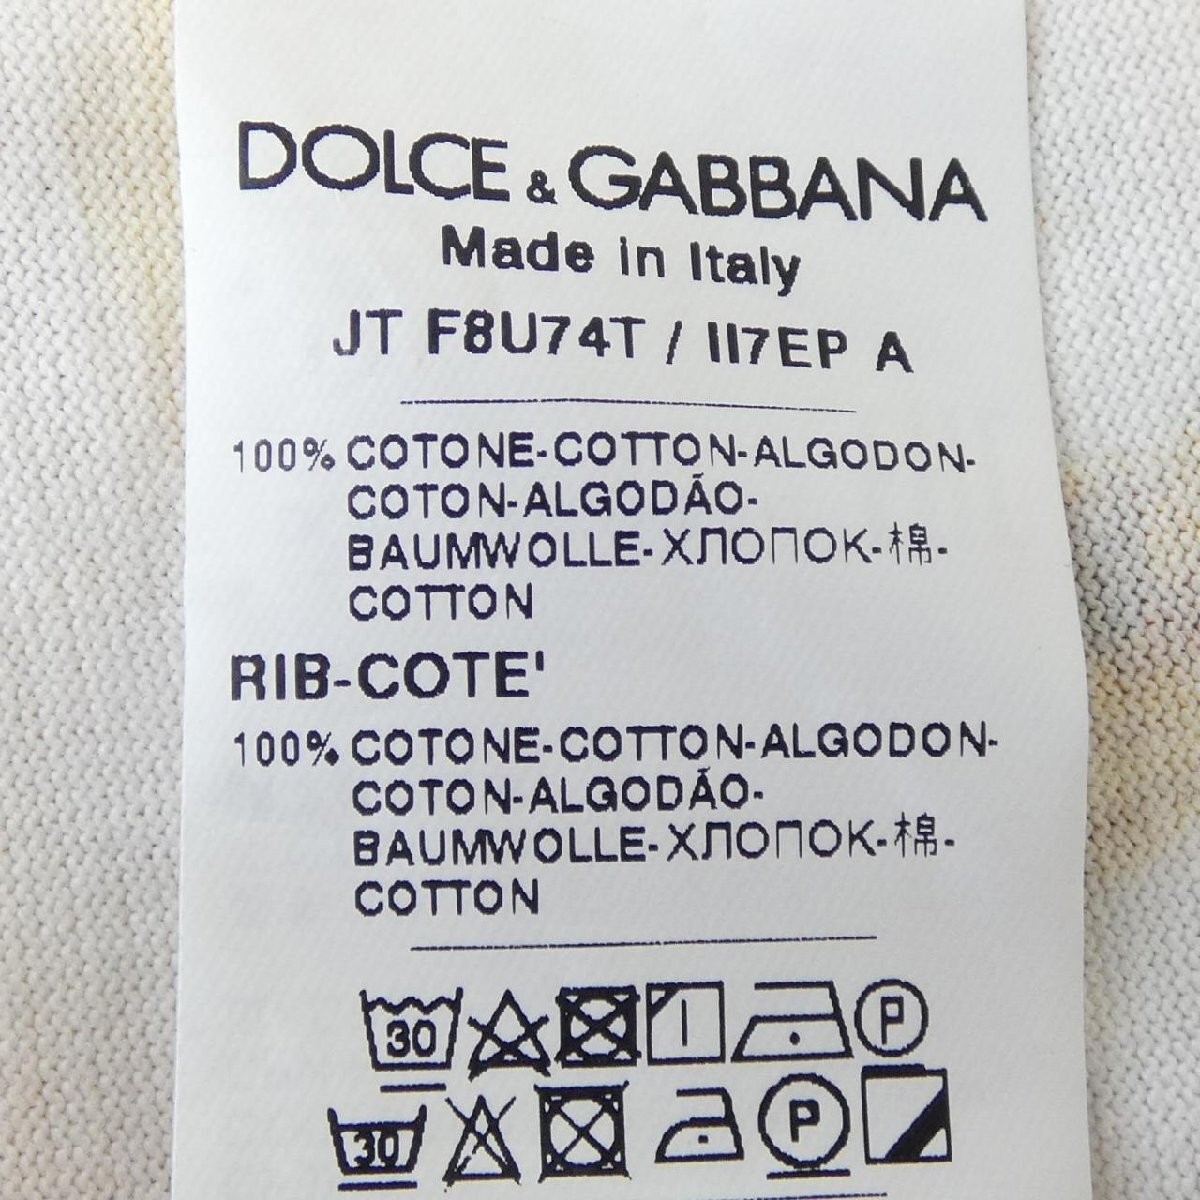 DOLCE & GABBANA
Made in Italy
JT F8U74T / II7EP A
100% COTONE-COTTON-ALGODON-
COTON-ALGODÃO-
BAUMWOLLE-ХЛОПОК-棉-
COTTON
RIB-COTE'
100% COTONE-COTTON-ALGODON-
COTON-ALGODÃO-
BAUMWOLLE-ХЛОПОК-棉-
COTTON
30 P
30 P